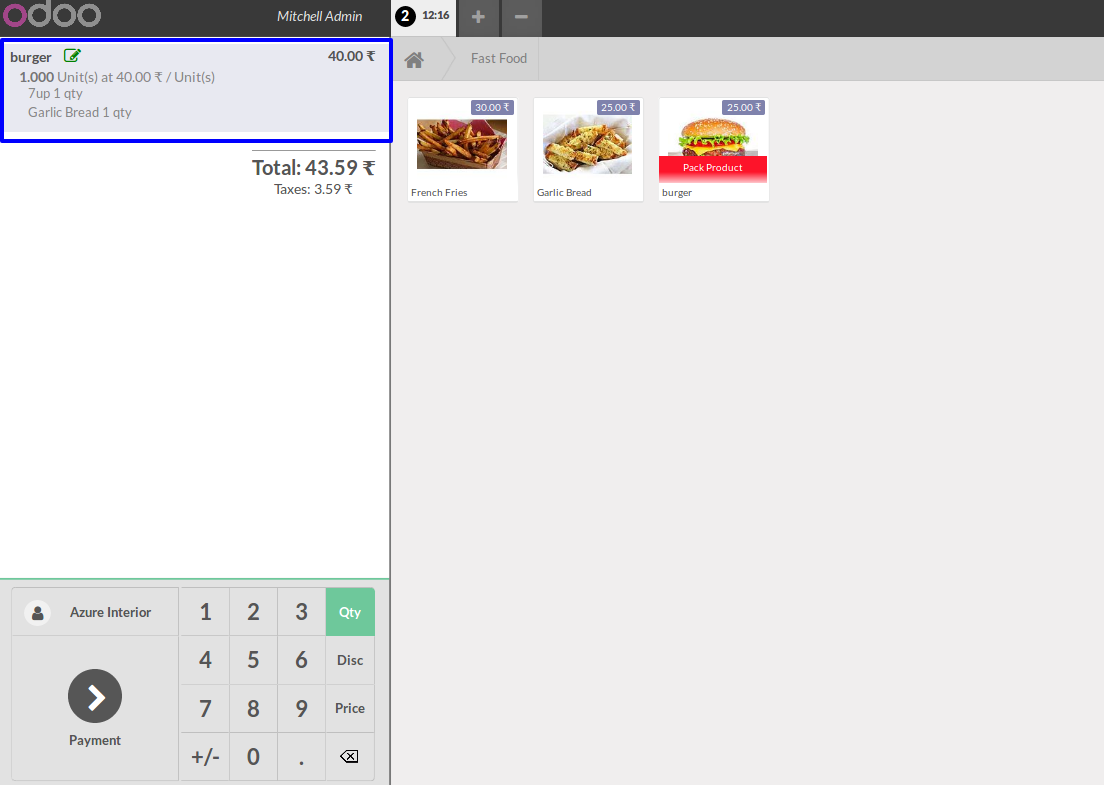 odoo
Mitchell Admin
2 12:16
Fast Food
burger 40.00 ₹
1.000 Unit(s) at 40.00 ₹ / Unit(s)
7up 1 qty
Garlic Bread 1 qty
Total: 43.59 ₹
Taxes: 3.59 ₹
30.00 ₹
French Fries
25.00 ₹
Garlic Bread
25.00 ₹
Pack Product
burger
Azure Interior
Payment
1 2 3 Qty
4 5 6 Disc
7 8 9 Price
+/- 0 .